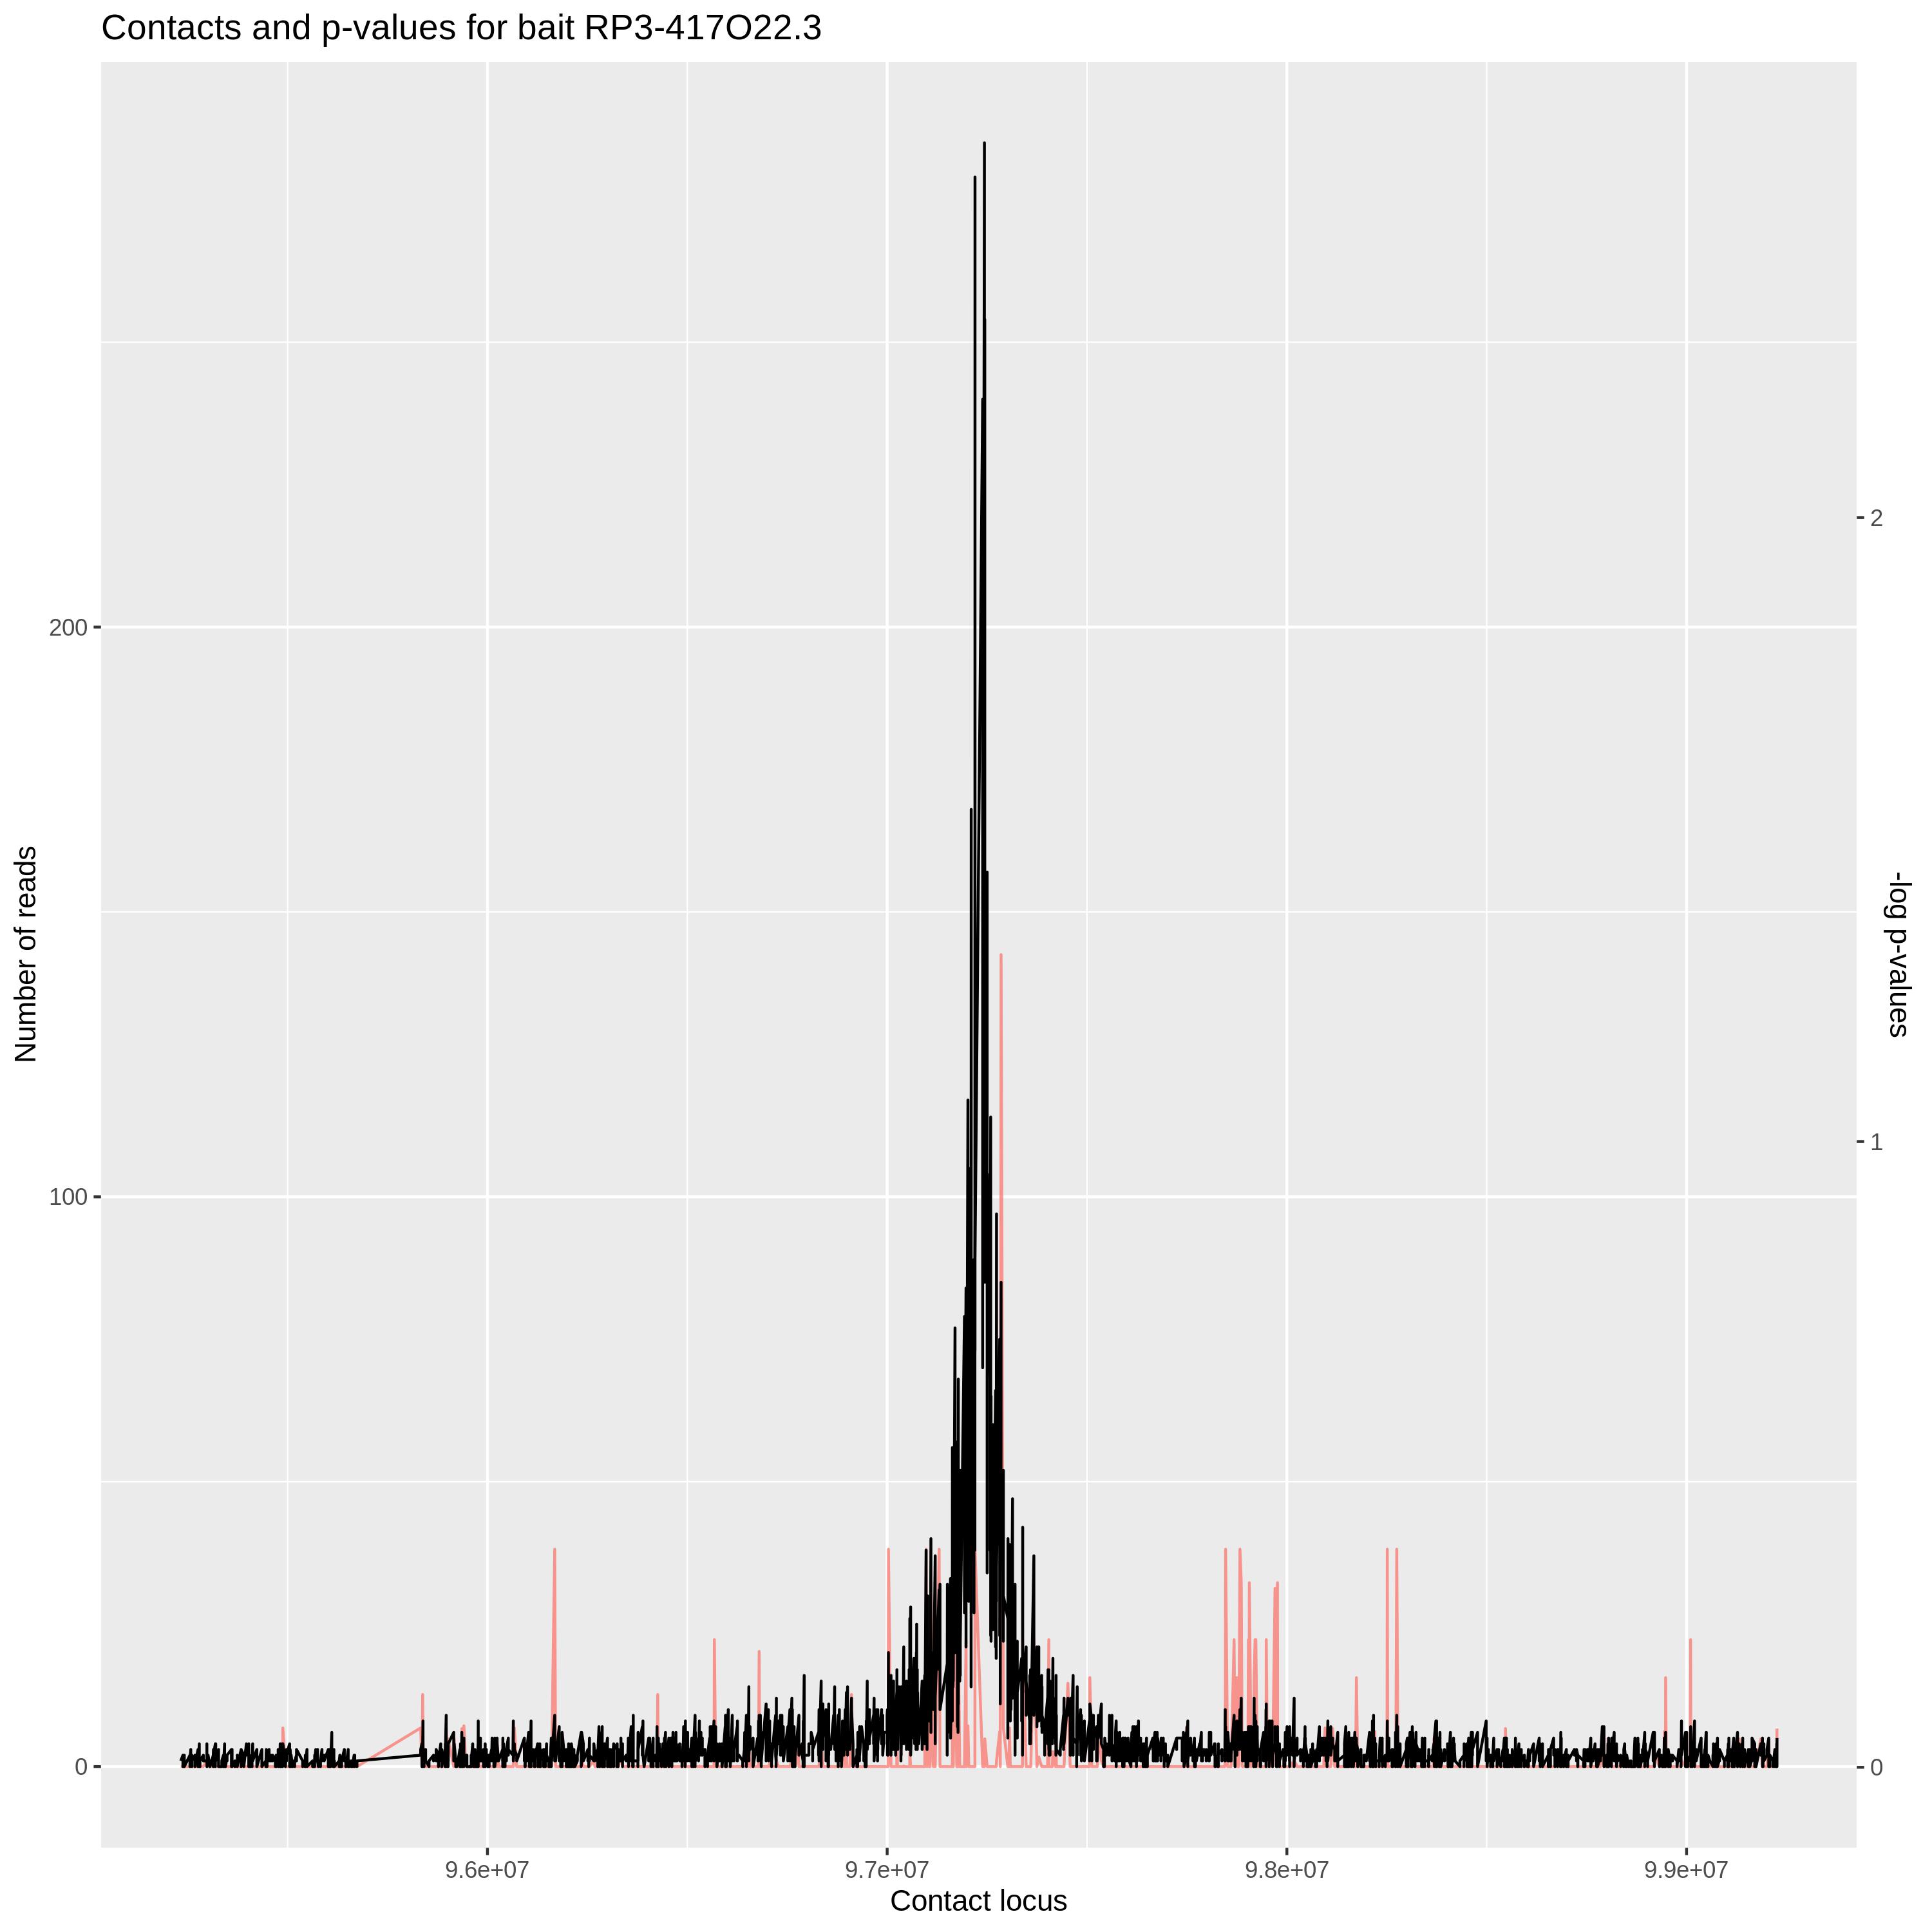 Contacts and p-values for bait RP3-417O22.3
Number of reads
200
100
0
2
1
0
-log p-values
9.6e+07
9.7e+07
9.8e+07
9.9e+07
Contact locus